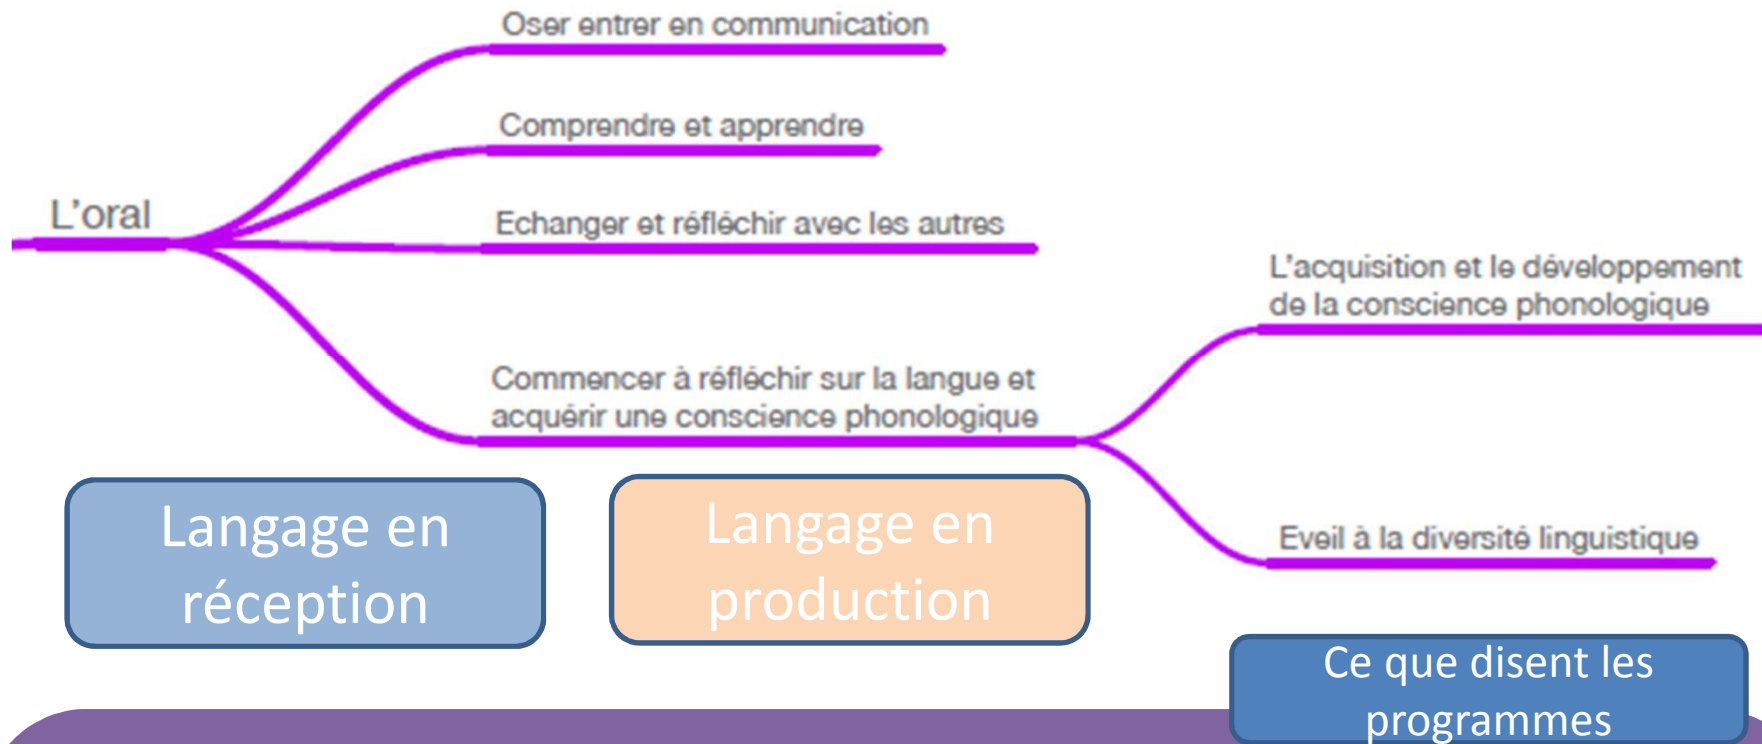 Oser entrer en communication
Comprendre et apprendre
L'oral
Echanger et réfléchir avec les autres
L'acquisition et le développement
de la conscience phonologique
Commencer à réfléchir sur la langue et
acquérir une conscience phonologique
Eveil à la diversité linguistique
Langage en
réception
Langage en
production
Ce que disent les
programmes